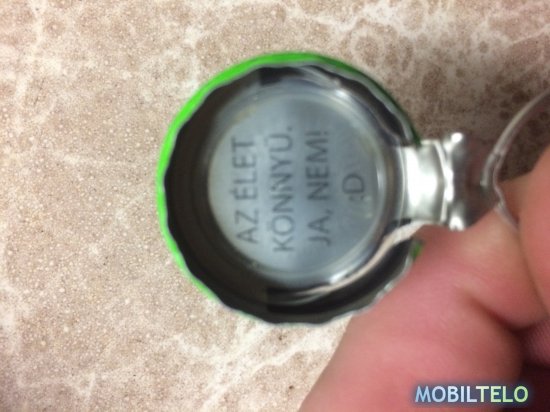 AZ ÉLET
KÖNNYŰ.
JA, NEM!
:D
MOBILTELO